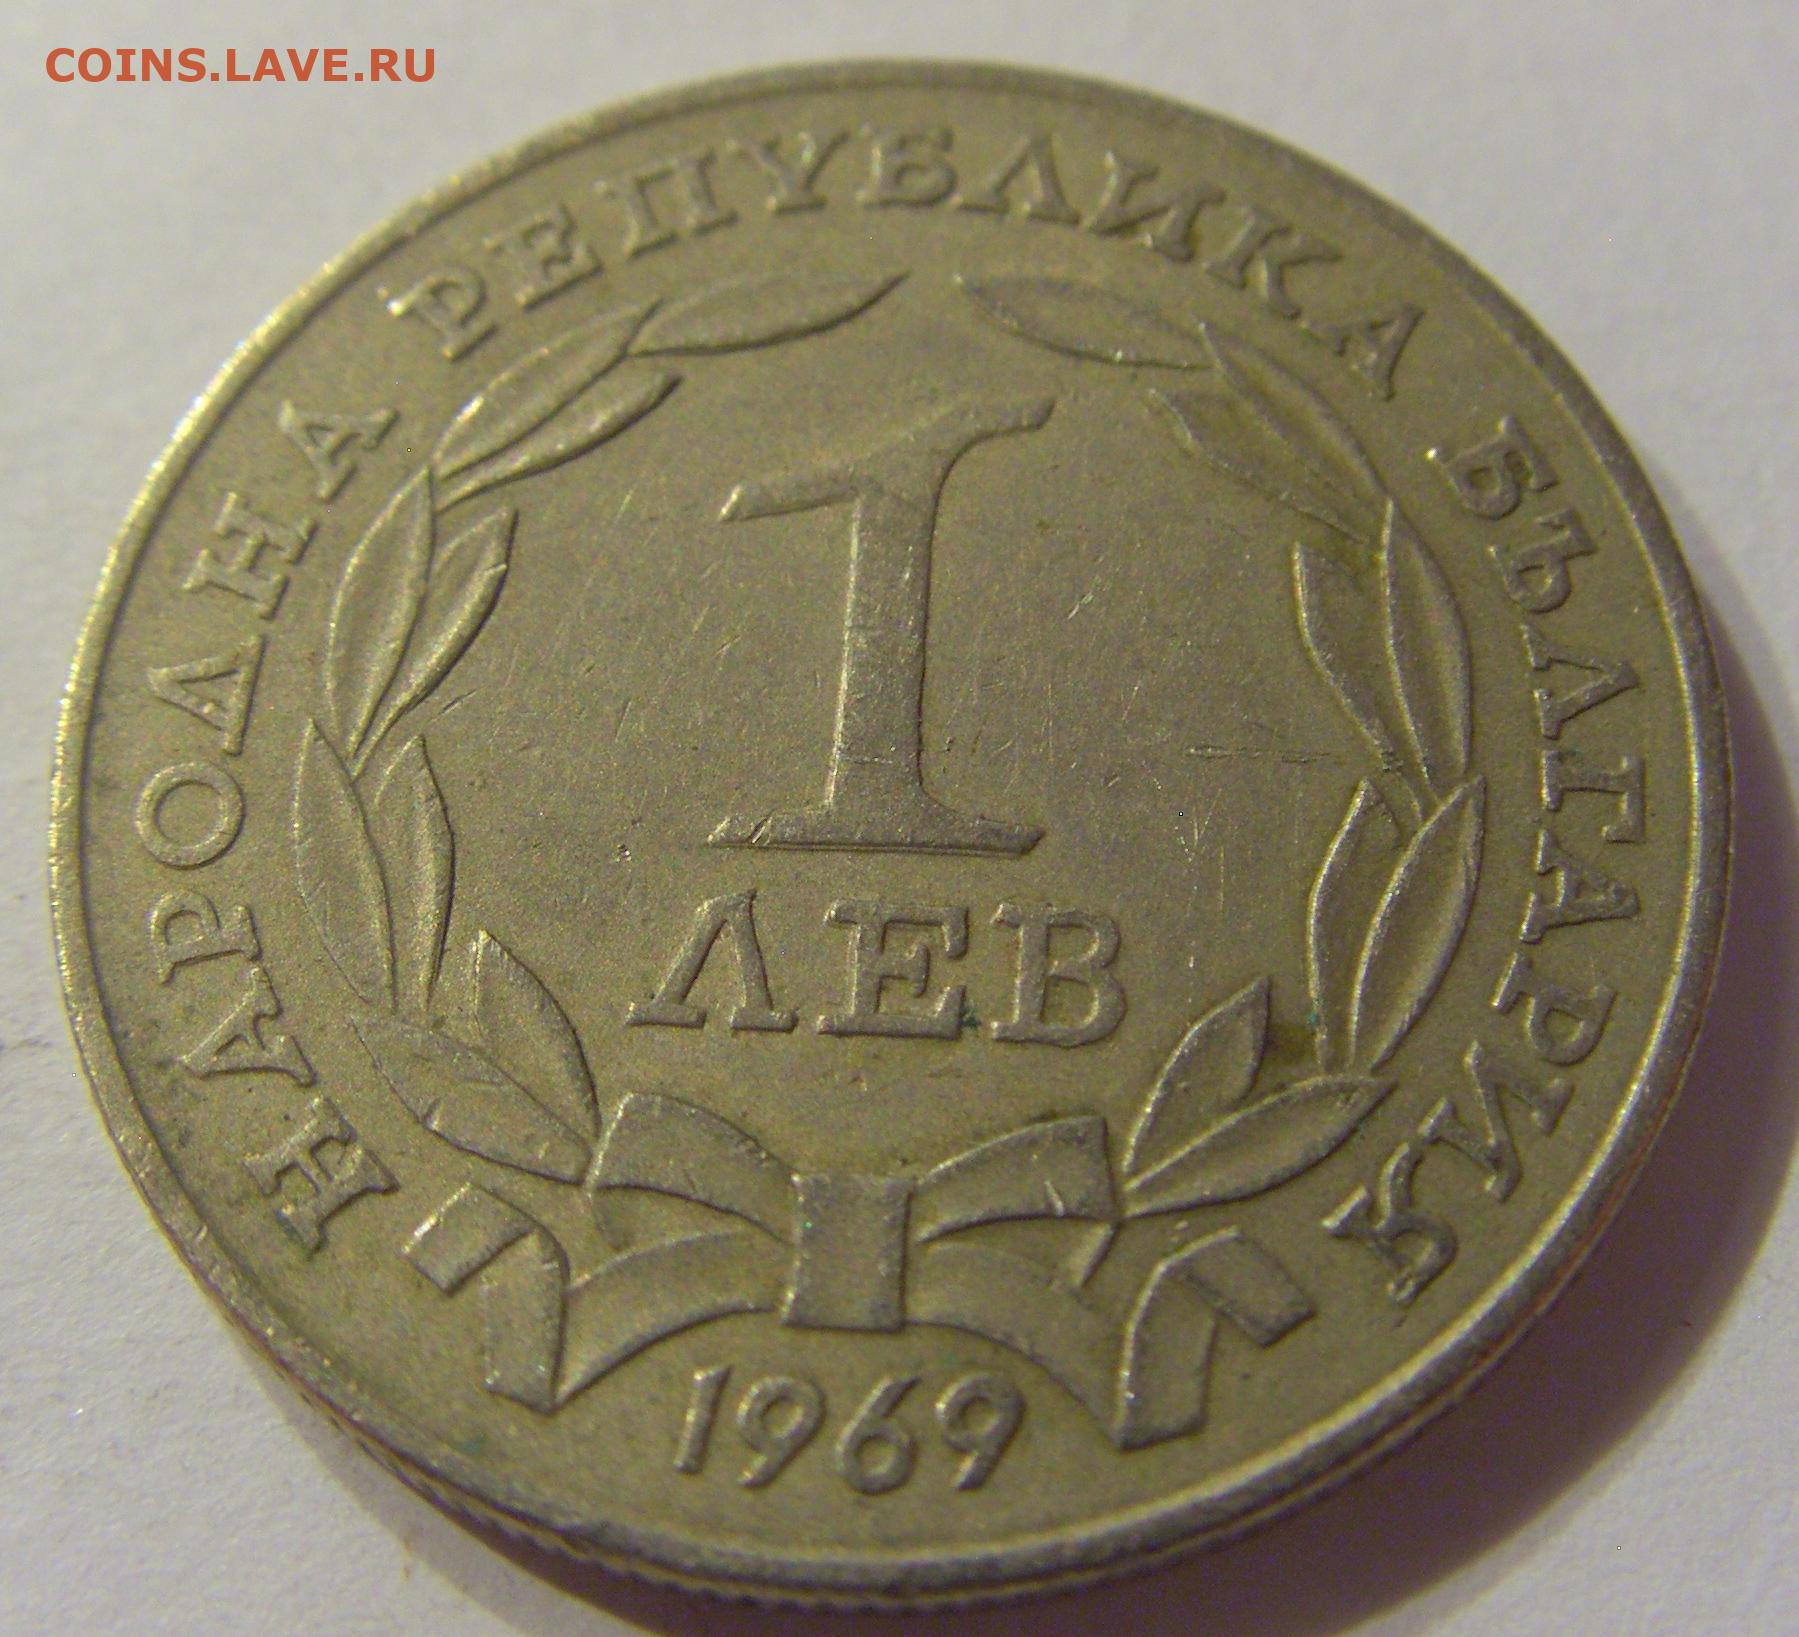 COINS.LAVE.RU
НАРОДНА РЕПУБЛИКА БЪЛГАРИЯ
1
ЛЕВ
1969